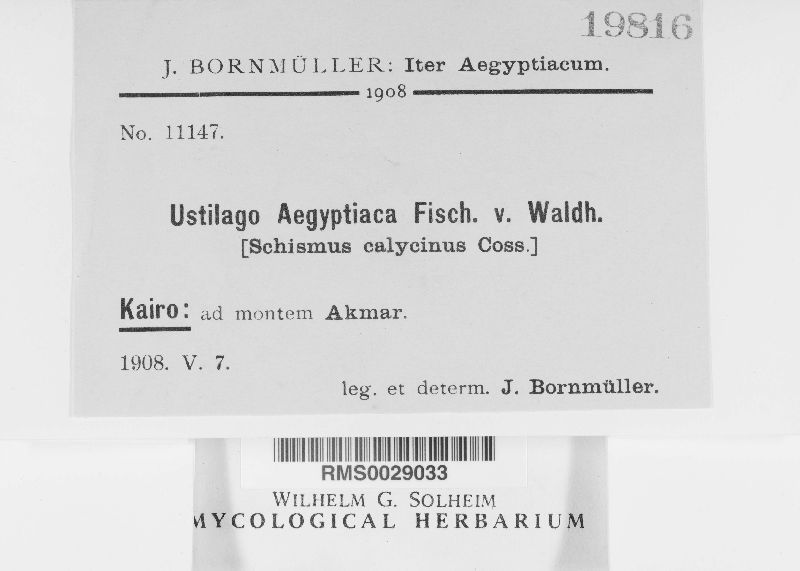 19816
J. BORNMÜLLER: Iter Aegyptiacum.
1908
No. 11147.
Ustilago Aegyptiaca Fisch. v. Waldh.
[Schismus calycinus Coss.]
Kairo: ad montem Akmar.
1908. V. 7.
leg. et determ. J. Bornmüller.
RMS0029033
WILHELM G. SOLHEIM
MYCOLOGICAL HERBARIUM